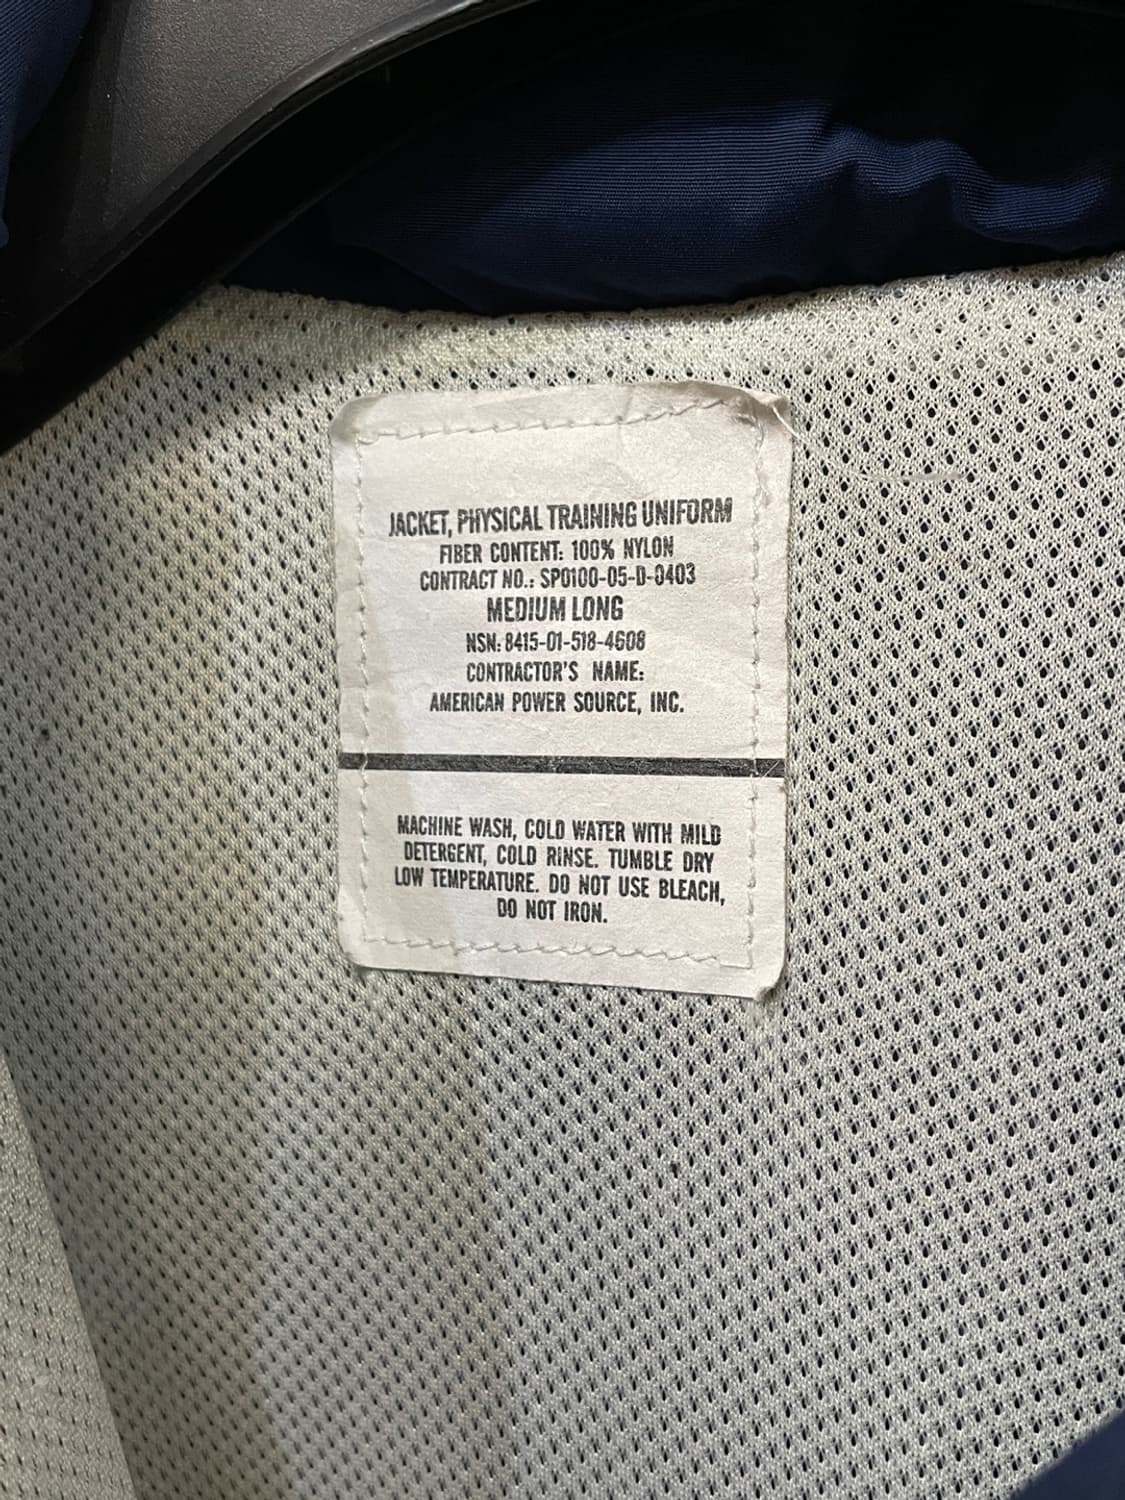 JACKET, PHYSICAL TRAINING UNIFORM
FIBER CONTENT: 100% NYLON
CONTRACT NO.: SP0100-05-D-0403
MEDIUM LONG
NSN: 8415-01-518-4608
CONTRACTOR'S NAME:
AMERICAN POWER SOURCE, INC.
MACHINE WASH, COLD WATER WITH MILD
DETERGENT, COLD RINSE. TUMBLE DRY
LOW TEMPERATURE. DO NOT USE BLEACH,
DO NOT IRON.